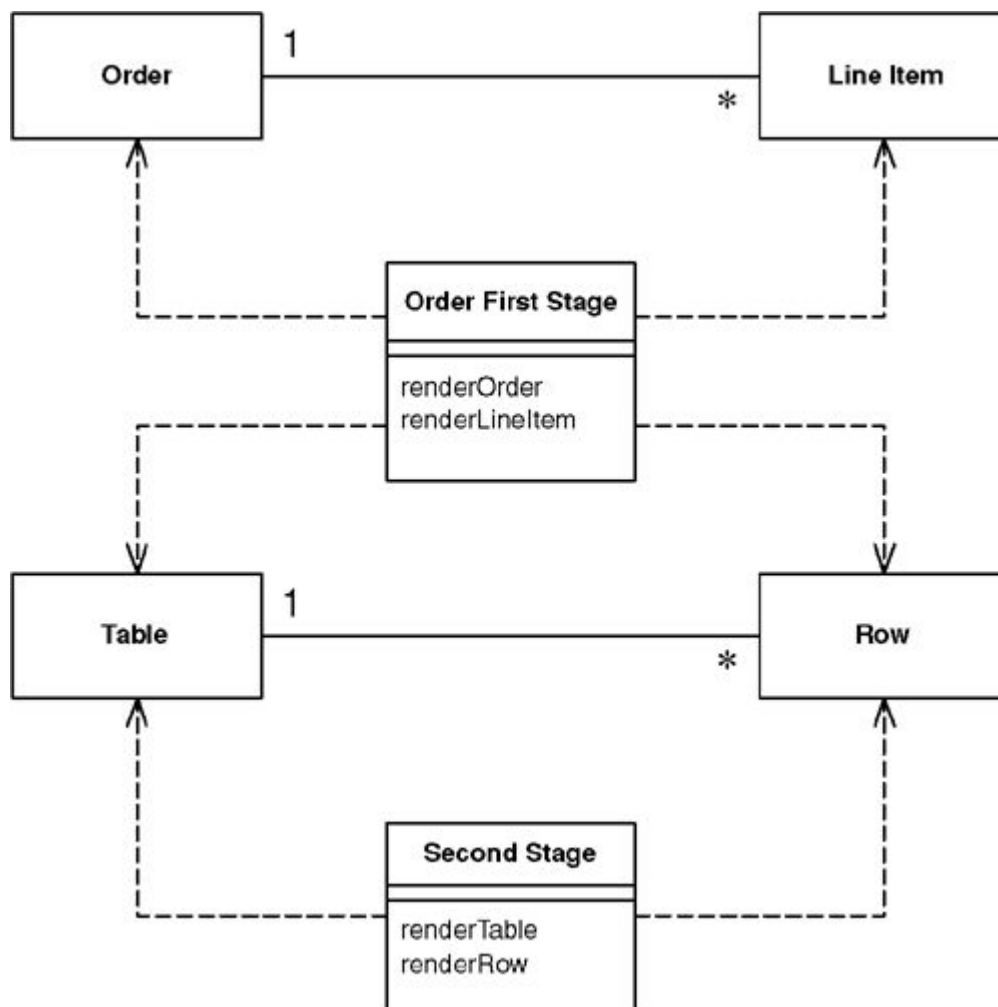 Order
1
*
Line Item
Order First Stage
renderOrder
renderLineItem
Table
1
*
Row
Second Stage
renderTable
renderRow